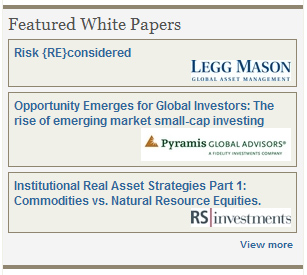 Featured White Papers
Risk {RE}considered
LEGG MASON
GLOBAL ASSET MANAGEMENT
Opportunity Emerges for Global Investors: The
rise of emerging market small-cap investing
Pyramis GLOBAL ADVISORS®
A FIDELITY INVESTMENTS COMPANY
Institutional Real Asset Strategies Part 1:
Commodities vs. Natural Resource Equities.
RS investments
View more